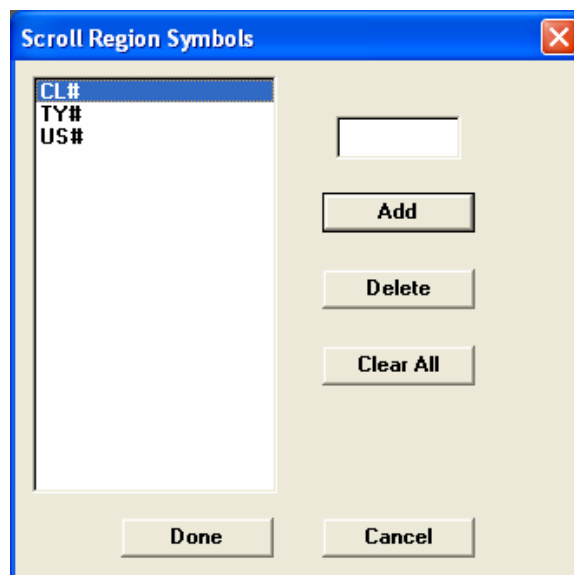 Scroll Region Symbols
CL#
TY#
US#
Add
Delete
Clear All
Done
Cancel